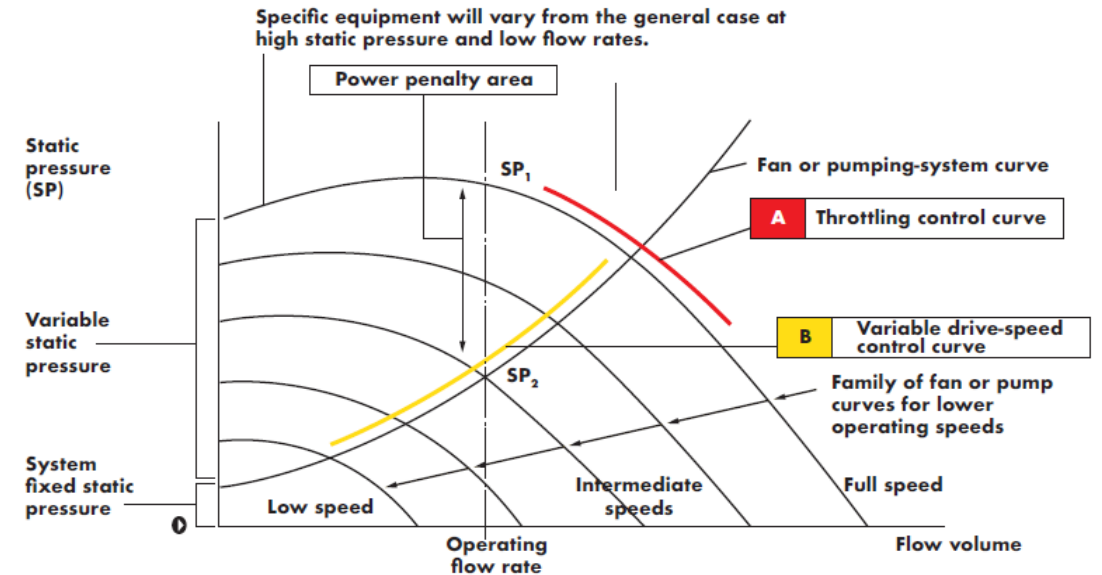 Specific equipment will vary from the general case at
high static pressure and low flow rates.
Power penalty area
Static
pressure
(SP)
SP1
Fan or pumping-system curve
A Throttling control curve
Variable
static
pressure
B Variable drive-speed
control curve
SP2
Family of fan or pump
curves for lower
operating speeds
System
fixed static
pressure
0
Low speed
Intermediate
speeds
Full speed
Operating
flow rate
Flow volume